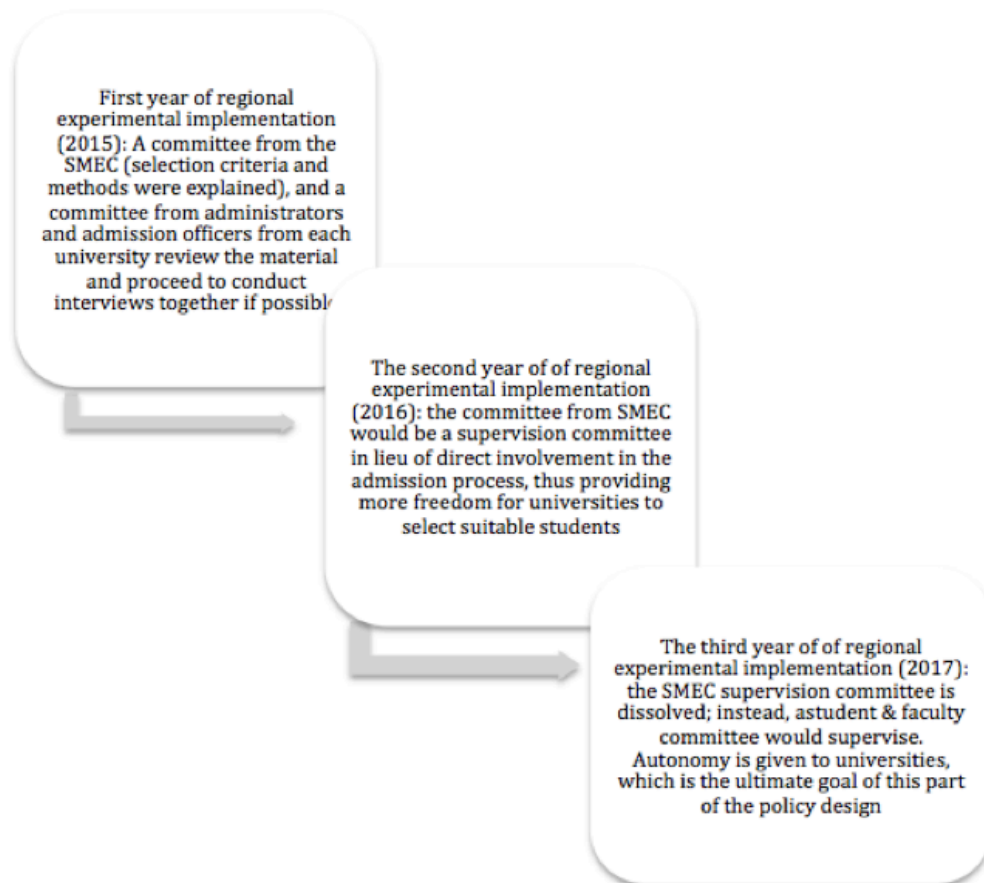 First year of regional
experimental implementation
(2015): A committee from the
SMEC (selection criteria and
methods were explained), and a
committee from administrators
and admission officers from each
university review the material
and proceed to conduct
interviews together if possible
The second year of of regional
experimental implementation
(2016): the committee from SMEC
would be a supervision committee
in lieu of direct involvement in the
admission process, thus providing
more freedom for universities to
select suitable students
The third year of of regional
experimental implementation (2017):
the SMEC supervision committee is
dissolved; instead, astudent & faculty
committee would supervise.
Autonomy is given to universities,
which is the ultimate goal of this part
of the policy design